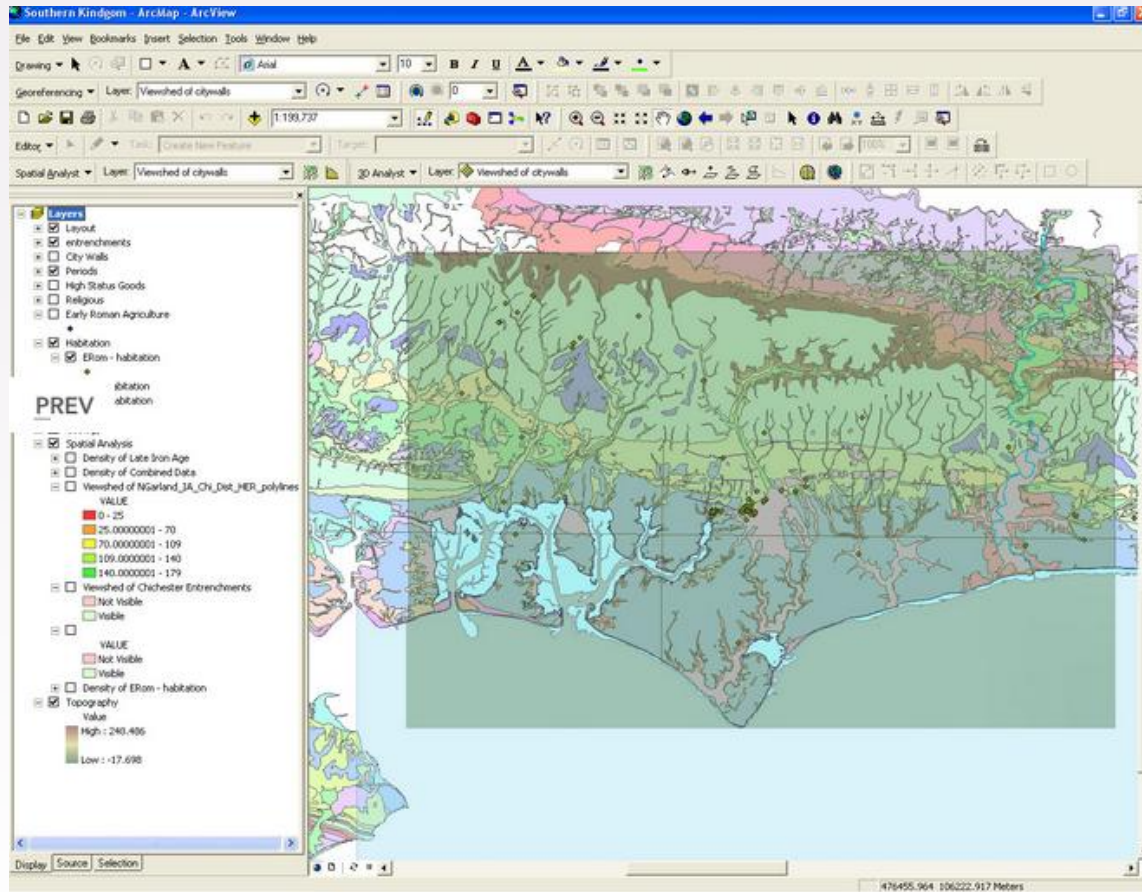 Southern Kindgom - ArcMap - ArcView
File Edit View Bookmarks Insert Selection Tools Window Help
Drawing A Arial 10 B I U A
Georeferencing Layer: Viewshed of citywalls 0
1:199,737
Editor Task: Create New Feature Target: 100%
Spatial Analyst Layer: Viewshed of citywalls 3D Analyst Layer: Viewshed of citywalls
Layers
Layout
entrenchments
City Walls
Periods
High Status Goods
Religious
Early Roman Agriculture
Habitation
ERom - habitation
bitation
PREV
abitation
Spatial Analysis
Density of Late Iron Age
Density of Combined Data
Viewshed of NGarland_IA_Chi_Dist_HER_polylines
VALUE
0 - 25
25.00000001 - 70
70.00000001 - 109
109.0000001 - 140
140.0000001 - 179
Viewshed of Chichester Entrenchments
Not Visible
Visible
VALUE
Not Visible
Visible
Density of ERom - habitation
Topography
Value
High : 240.486
Low : -17.698
Display Source Selection
476455.964 106222.917 Meters